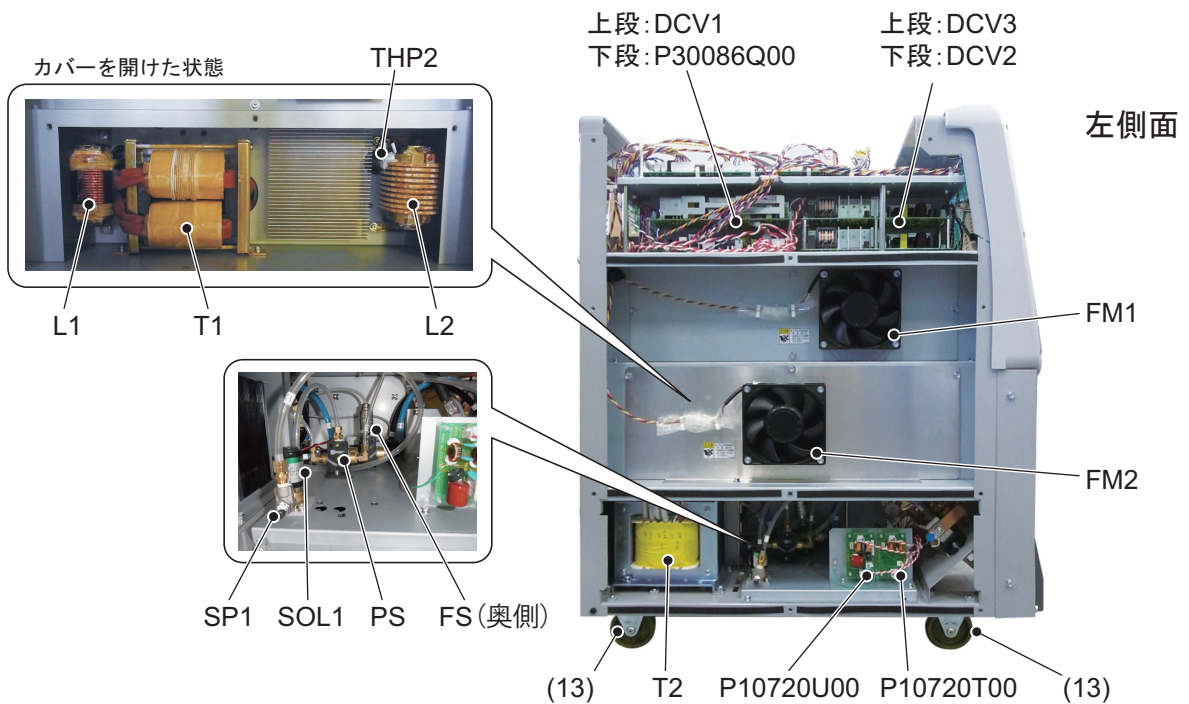 上段:DCV1
下段:P30086Q00
上段:DCV3
下段:DCV2
カバーを開けた状態
THP2
左側面
L1
T1
L2
FM1
FM2
SP1
SOL1
PS
FS(奥側)
(13)
T2
P10720U00
P10720T00
(13)